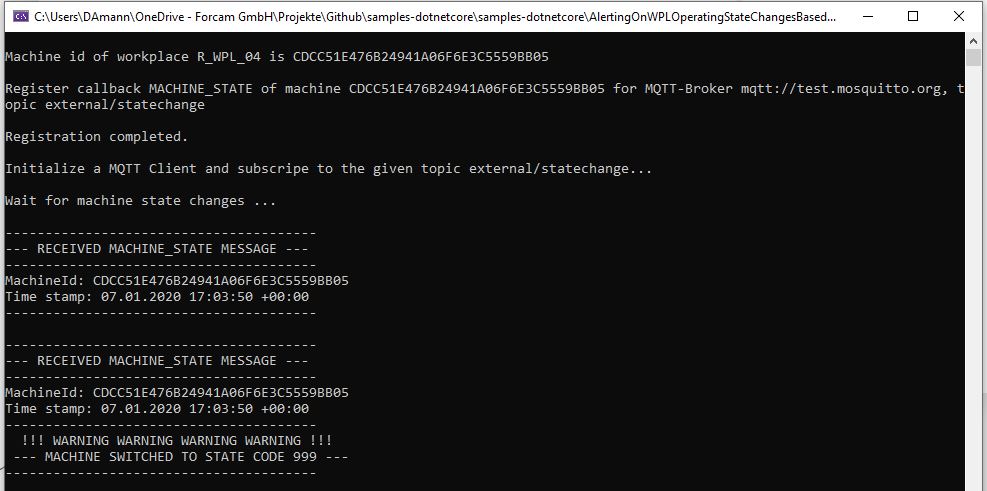 C:\Users\DAmann\OneDrive - Forcam GmbH\Projekte\Github\samples-dotnetcore\samples-dotnetcore\AlertingOnWPLOperatingStateChangesBased...
Machine id of workplace R_WPL_04 is CDCC51E476B24941A06F6E3C5559BB05
Register callback MACHINE_STATE of machine CDCC51E476B24941A06F6E3C5559BB05 for MQTT-Broker mqtt://test.mosquitto.org, t
opic external/statechange
Registration completed.
Initialize a MQTT Client and subscripe to the given topic external/statechange...
Wait for machine state changes ...
---------------------------------------
--- RECEIVED MACHINE_STATE MESSAGE ---
---------------------------------------
MachineId: CDCC51E476B24941A06F6E3C5559BB05
Time stamp: 07.01.2020 17:03:50 +00:00
---------------------------------------
---------------------------------------
--- RECEIVED MACHINE_STATE MESSAGE ---
---------------------------------------
MachineId: CDCC51E476B24941A06F6E3C5559BB05
Time stamp: 07.01.2020 17:03:50 +00:00
---------------------------------------
!!! WARNING WARNING WARNING WARNING !!!
--- MACHINE SWITCHED TO STATE CODE 999 ---
---------------------------------------